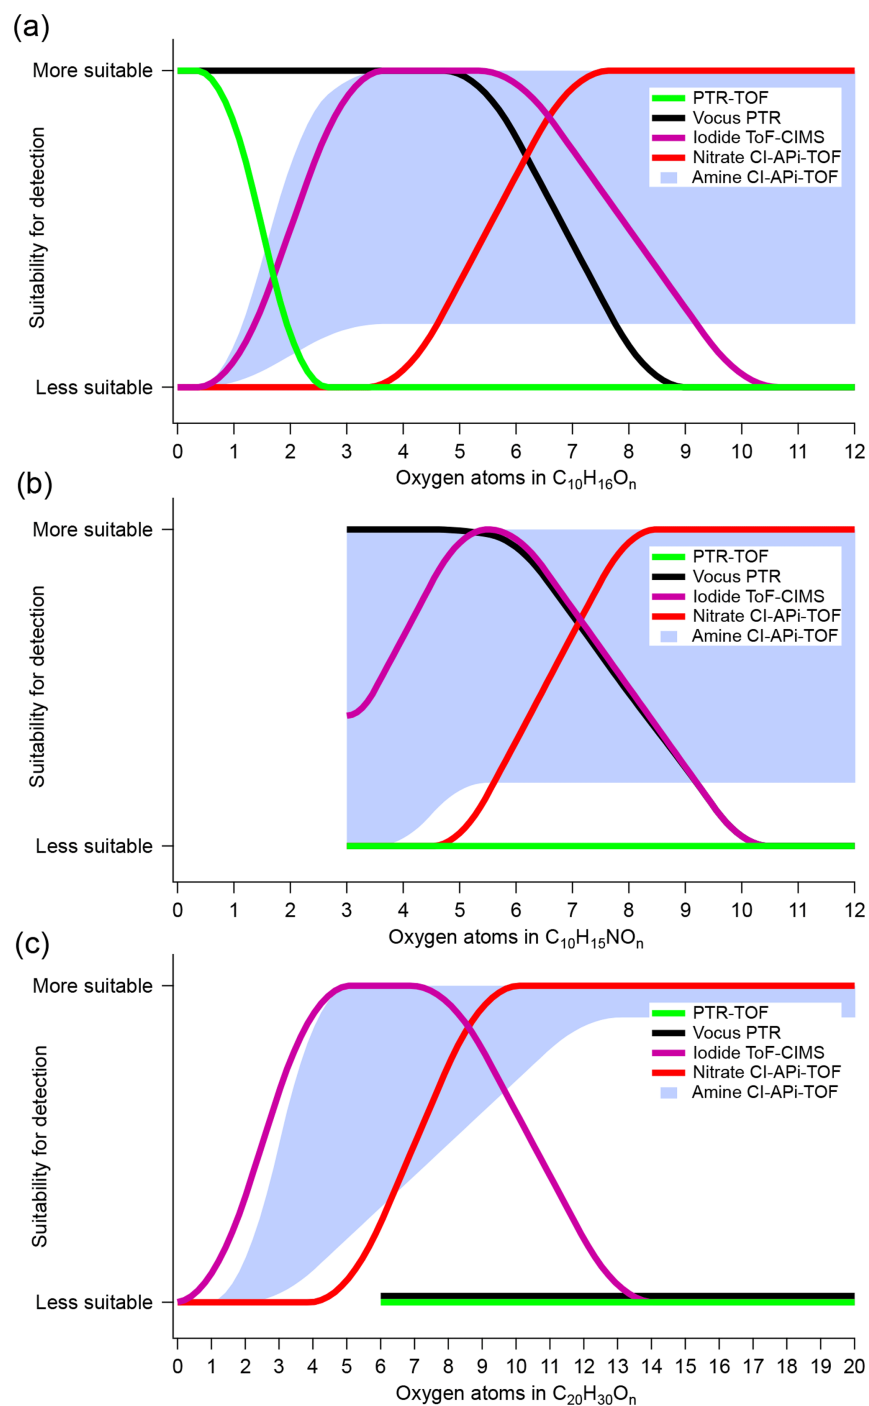 (a)
More suitable
Suitability for detection
Less suitable
PTR-TOF
Vocus PTR
Iodide ToF-CIMS
Nitrate CI-APi-TOF
Amine CI-APi-TOF
0 1 2 3 4 5 6 7 8 9 10 11 12
Oxygen atoms in C₁₀H₁₆Oₙ
(b)
More suitable
Suitability for detection
Less suitable
PTR-TOF
Vocus PTR
Iodide ToF-CIMS
Nitrate CI-APi-TOF
Amine CI-APi-TOF
0 1 2 3 4 5 6 7 8 9 10 11 12
Oxygen atoms in C₁₀H₁₅NOₙ
(c)
More suitable
Suitability for detection
Less suitable
PTR-TOF
Vocus PTR
Iodide ToF-CIMS
Nitrate CI-APi-TOF
Amine CI-APi-TOF
0 1 2 3 4 5 6 7 8 9 10 11 12 13 14 15 16 17 18 19 20
Oxygen atoms in C₂₀H₃₀Oₙ